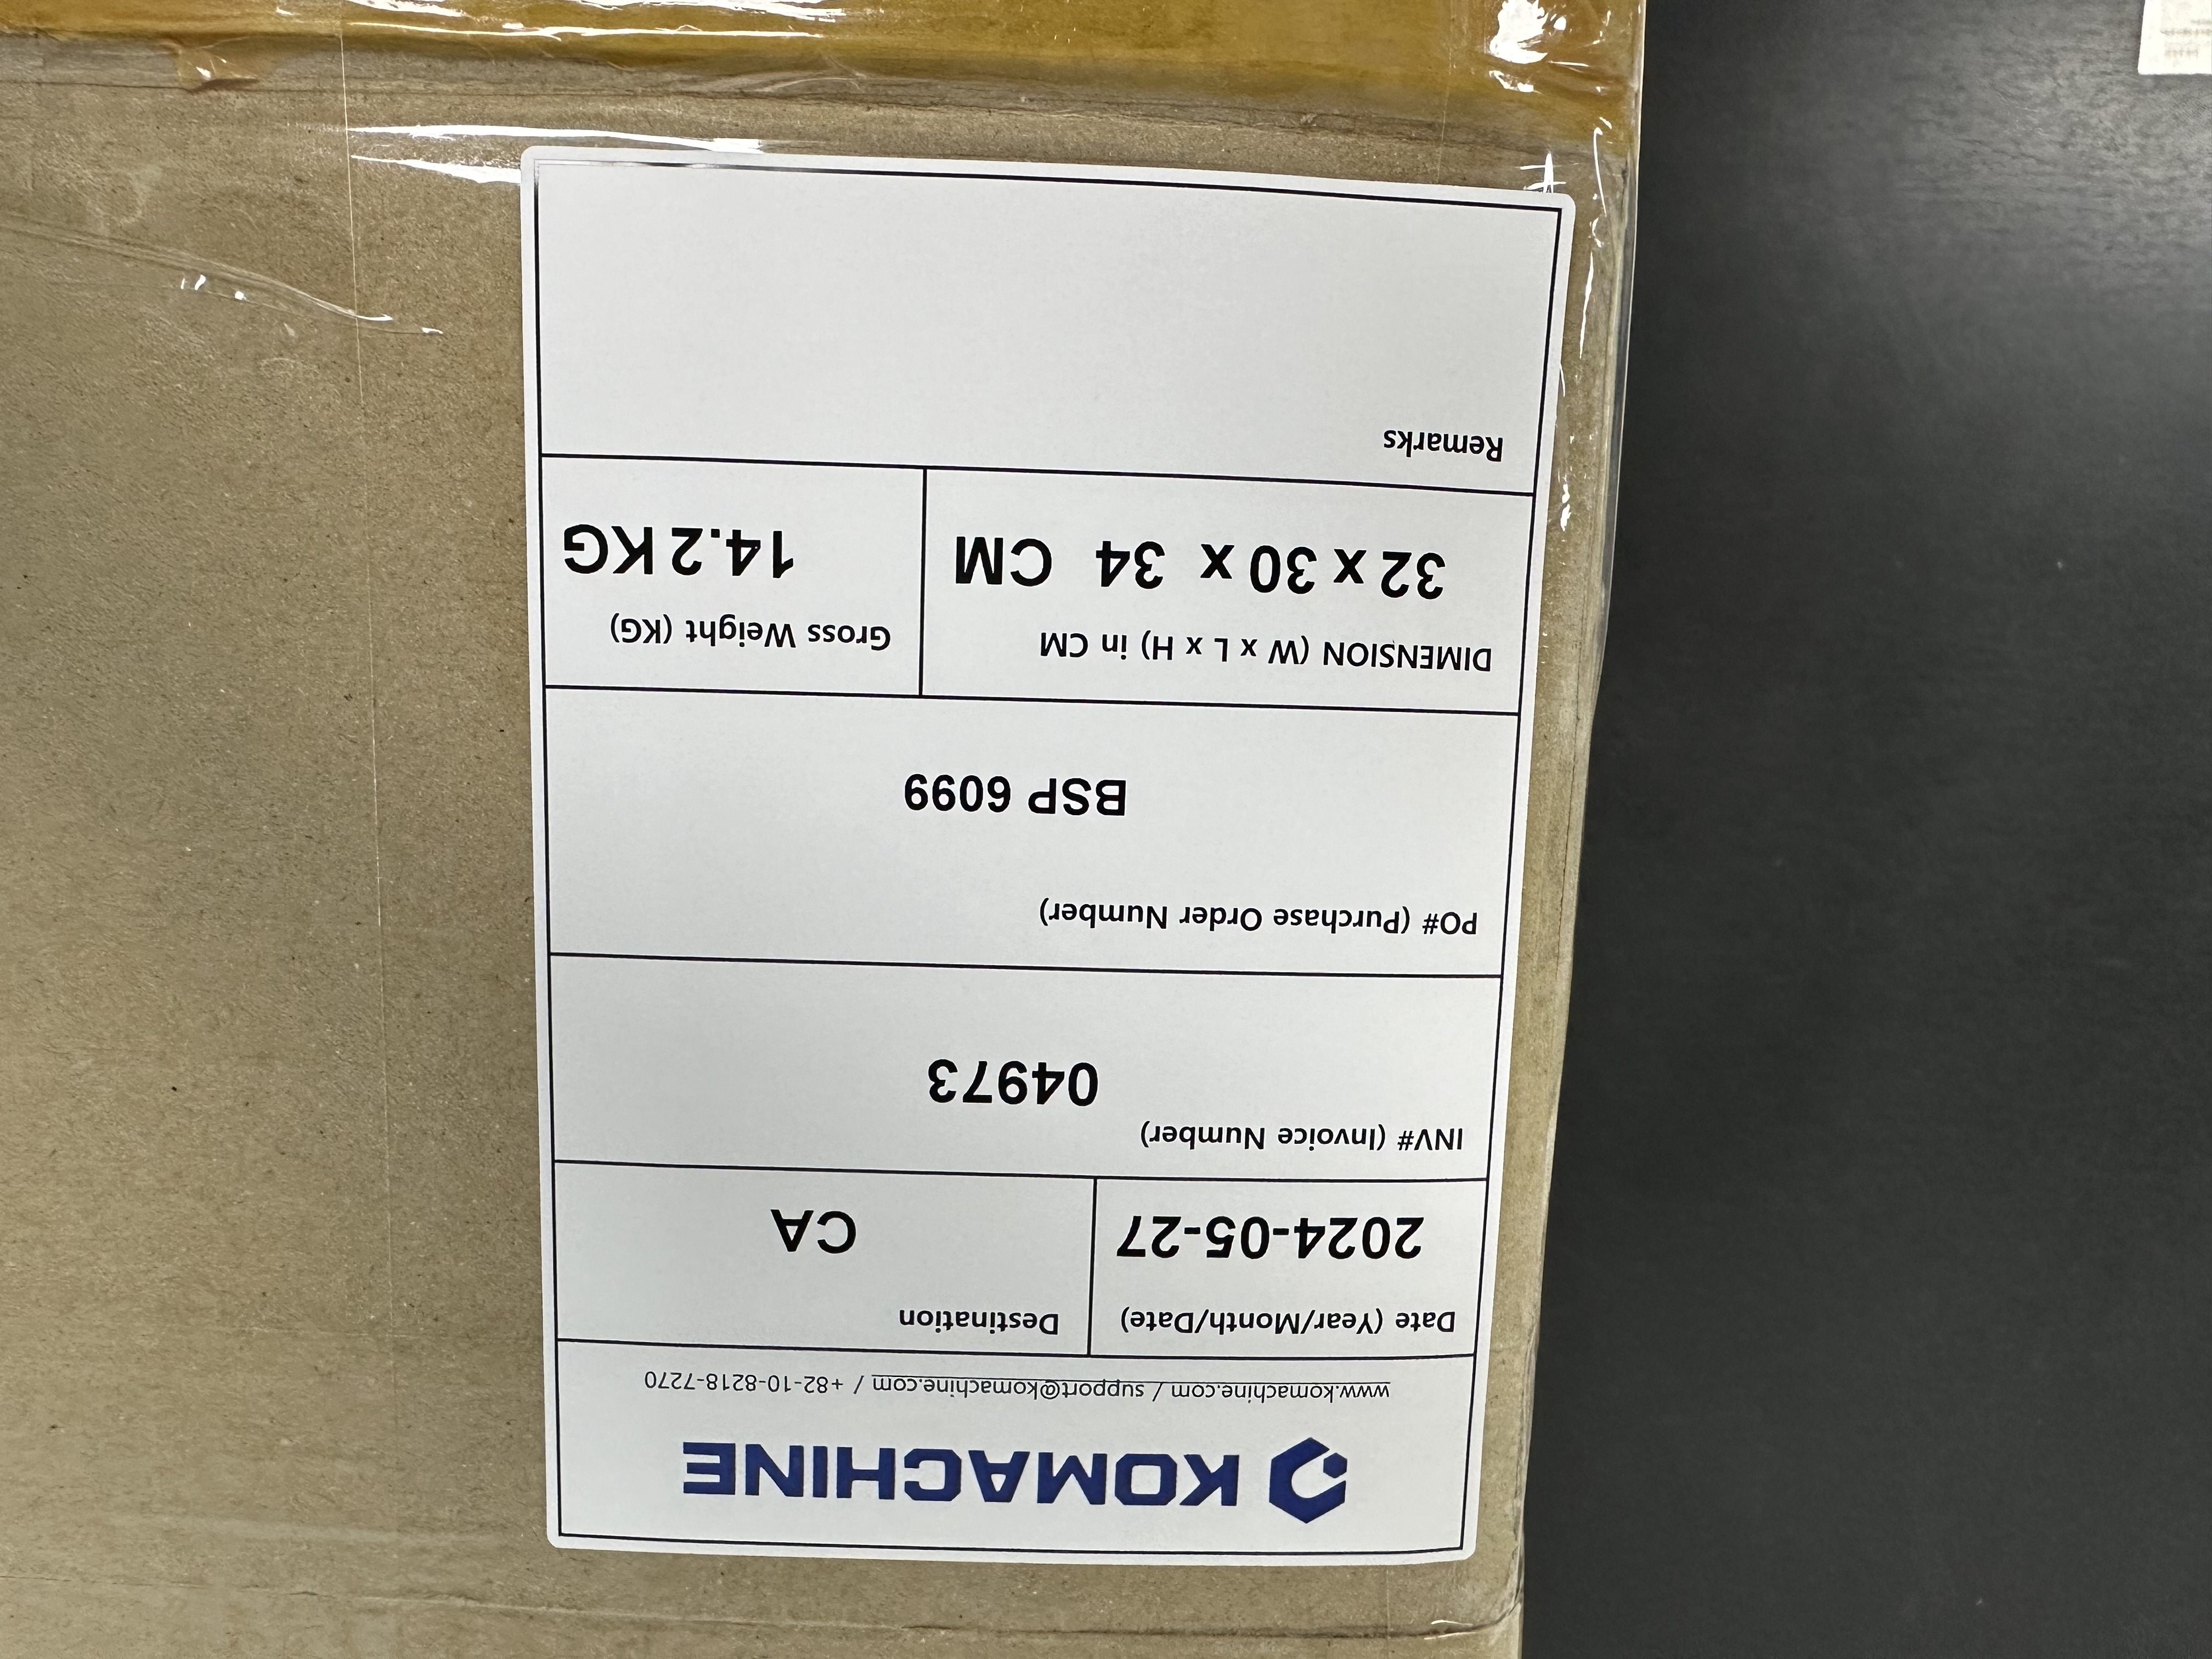 KOMACHINE
www.komachine.com / support@komachine.com / +82-10-8218-7270
Date (Year/Month/Date)
2024-05-27
Destination
CA
INV# (Invoice Number)
04973
PO# (Purchase Order Number)
BSP 6099
DIMENSION (W x L x H) in CM
32 x 30 x 34 CM
Gross Weight (KG)
14.2 KG
Remarks